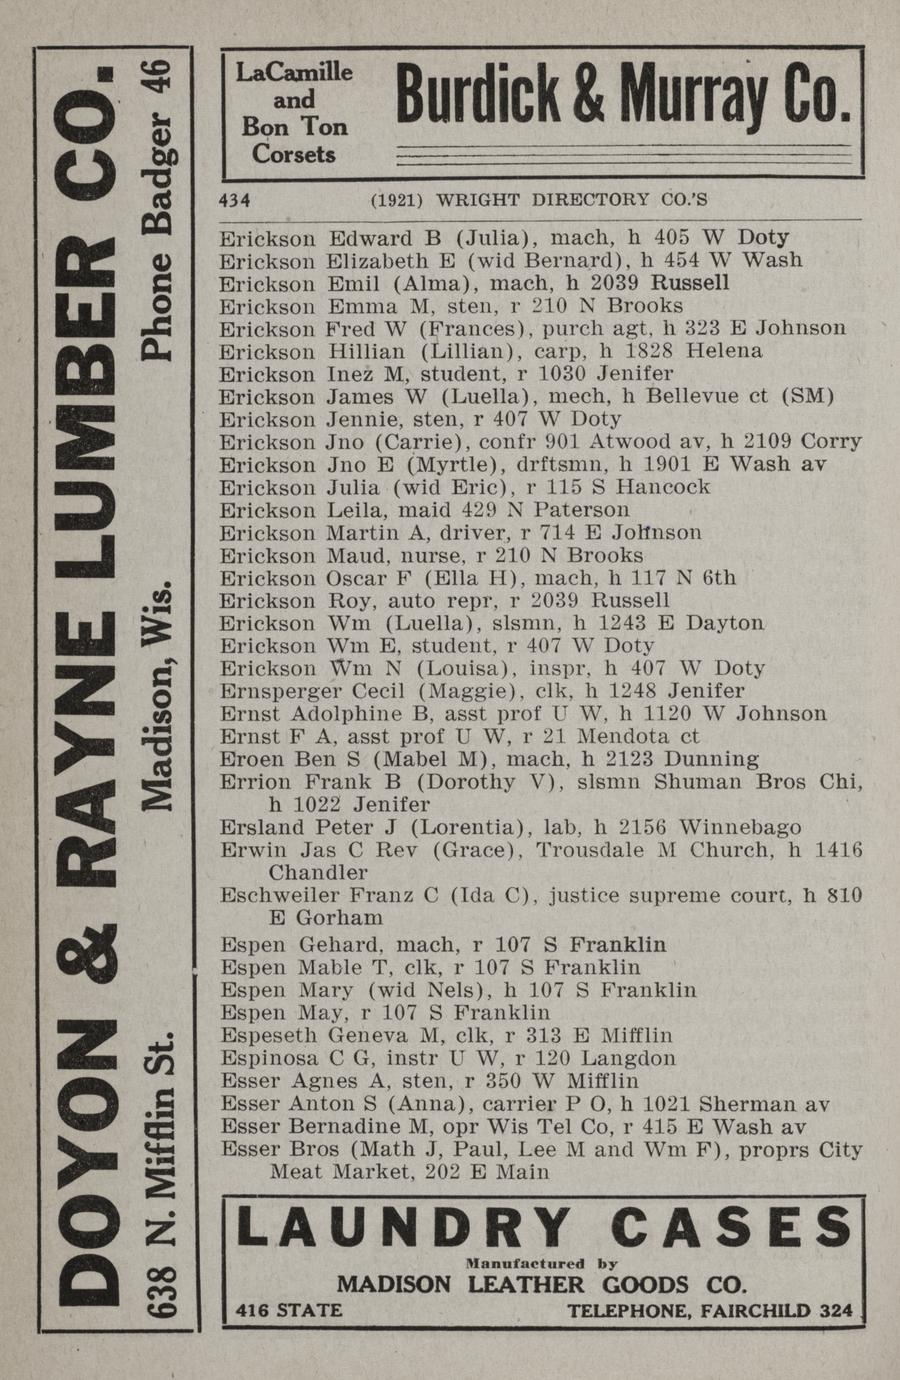 DOYON & RAYNE LUMBER CO.
638 N. Mifflin St. Madison, Wis. Phone Badger 46
LaCamille
and
Bon Ton
Corsets
Burdick & Murray Co.
434 (1921) WRIGHT DIRECTORY CO.'S
Erickson Edward B (Julia), mach, h 405 W Doty
Erickson Elizabeth E (wid Bernard), h 454 W Wash
Erickson Emil (Alma), mach, h 2039 Russell
Erickson Emma M, sten, r 210 N Brooks
Erickson Fred W (Frances), purch agt, h 323 E Johnson
Erickson Hillian (Lillian), carp, h 1828 Helena
Erickson Inez M, student, r 1030 Jenifer
Erickson James W (Luella), mech, h Bellevue ct (SM)
Erickson Jennie, sten, r 407 W Doty
Erickson Jno (Carrie), confr 901 Atwood av, h 2109 Corry
Erickson Jno E (Myrtle), drftsmn, h 1901 E Wash av
Erickson Julia (wid Eric), r 115 S Hancock
Erickson Leila, maid 429 N Paterson
Erickson Martin A, driver, r 714 E Johnson
Erickson Maud, nurse, r 210 N Brooks
Erickson Oscar F (Ella H), mach, h 117 N 6th
Erickson Roy, auto repr, r 2039 Russell
Erickson Wm (Luella), slsmn, h 1243 E Dayton
Erickson Wm E, student, r 407 W Doty
Erickson Wm N (Louisa), inspr, h 407 W Doty
Ernsperger Cecil (Maggie), clk, h 1248 Jenifer
Ernst Adolphine B, asst prof U W, h 1120 W Johnson
Ernst F A, asst prof U W, r 21 Mendota ct
Eroen Ben S (Mabel M), mach, h 2123 Dunning
Errion Frank B (Dorothy V), slsmn Shuman Bros Chi,
h 1022 Jenifer
Ersland Peter J (Lorentia), lab, h 2156 Winnebago
Erwin Jas C Rev (Grace), Trousdale M Church, h 1416
Chandler
Eschweiler Franz C (Ida C), justice supreme court, h 810
E Gorham
Espen Gehard, mach, r 107 S Franklin
Espen Mable T, clk, r 107 S Franklin
Espen Mary (wid Nels), h 107 S Franklin
Espen May, r 107 S Franklin
Espeseth Geneva M, clk, r 313 E Mifflin
Espinosa C G, instr U W, r 120 Langdon
Esser Agnes A, sten, r 350 W Mifflin
Esser Anton S (Anna), carrier P O, h 1021 Sherman av
Esser Bernadine M, opr Wis Tel Co, r 415 E Wash av
Esser Bros (Math J, Paul, Lee M and Wm F), proprs City
Meat Market, 202 E Main
LAUNDRY CASES
Manufactured by
MADISON LEATHER GOODS CO.
416 STATE TELEPHONE, FAIRCHILD 324